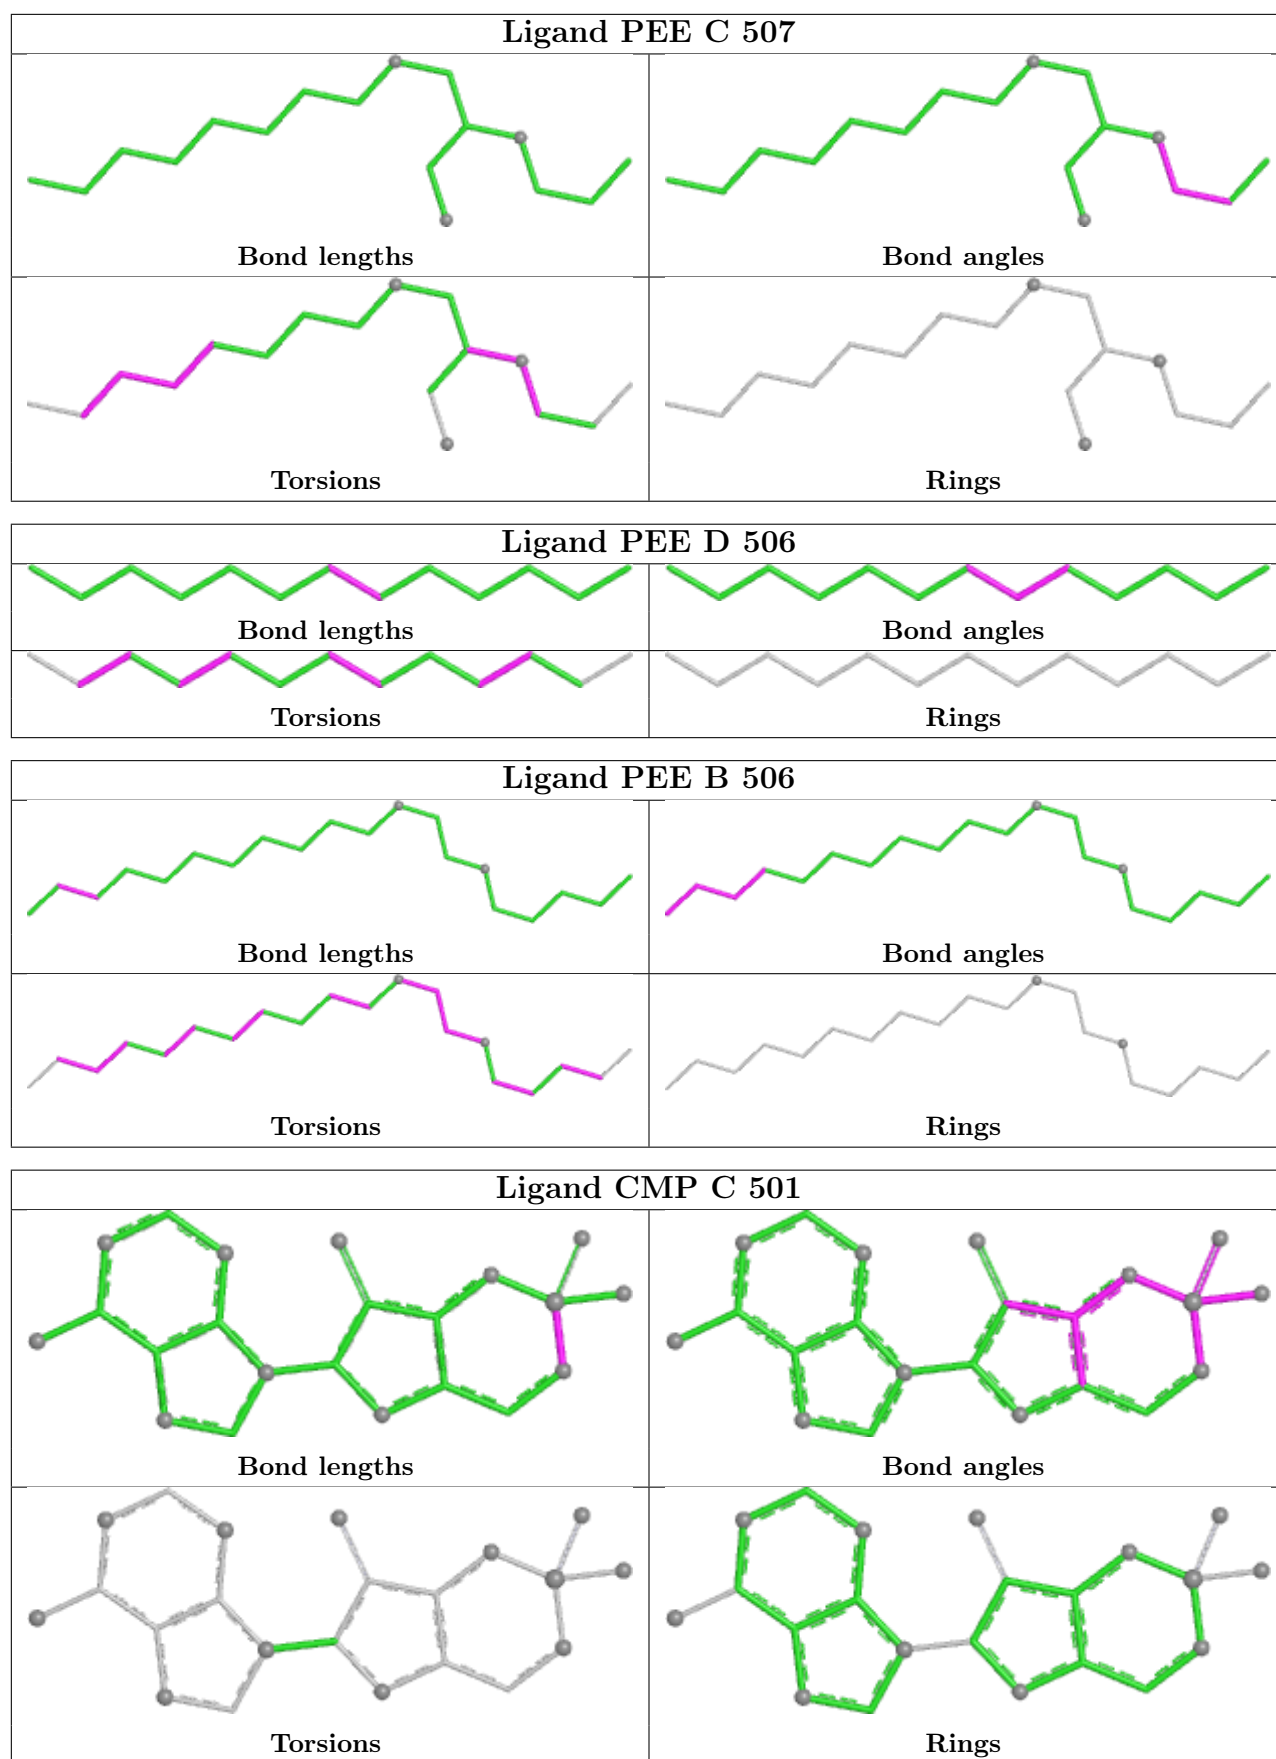 Ligand PEE C 507
Bond lengths
Bond angles
Torsions
Rings
Ligand PEE D 506
Bond lengths
Bond angles
Torsions
Rings
Ligand PEE B 506
Bond lengths
Bond angles
Torsions
Rings
Ligand CMP C 501
Bond lengths
Bond angles
Torsions
Rings